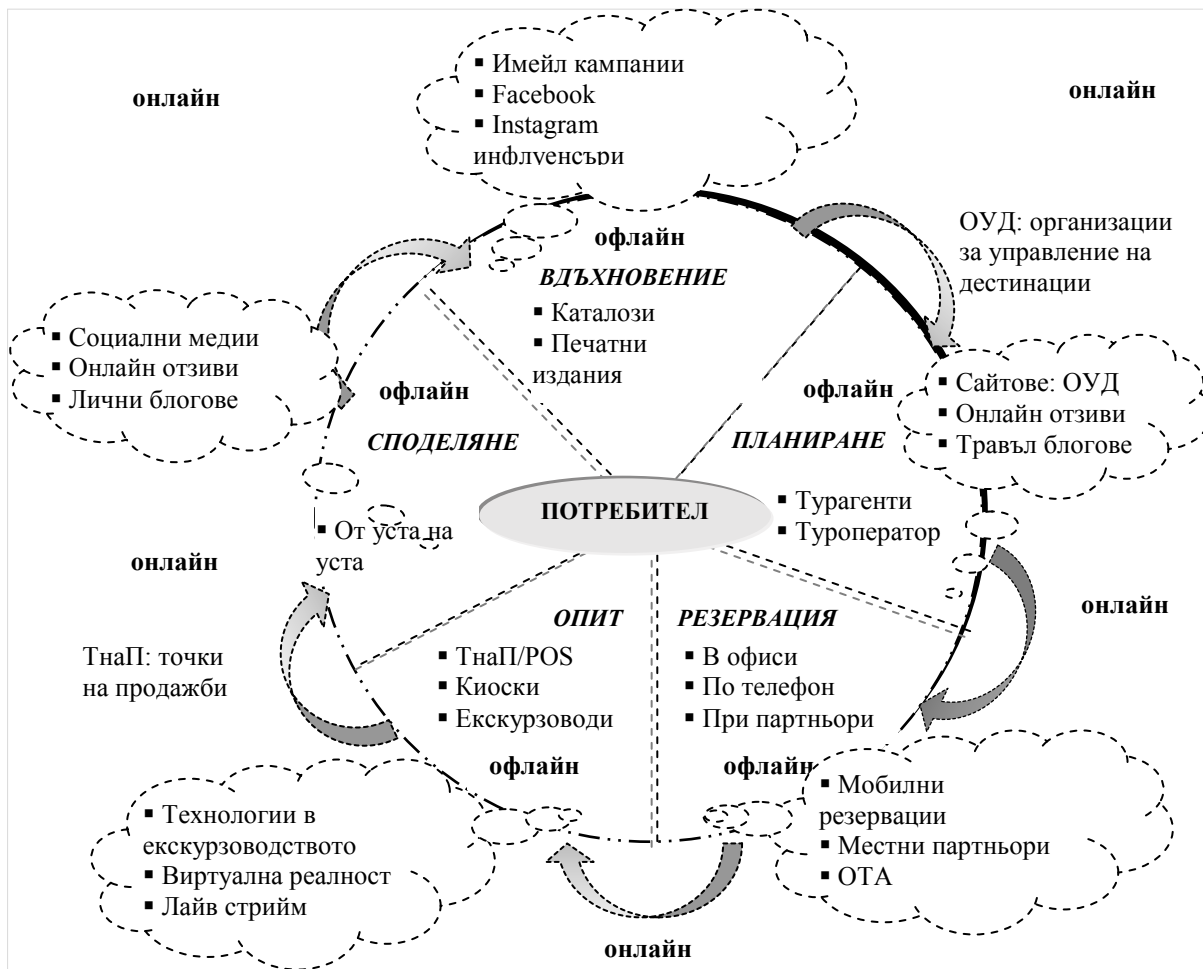 ▪ Имейл кампании
▪ Facebook
▪ Instagram
инфлуенсъри
онлайн
онлайн
офлайн
ВДЪХНОВЕНИЕ
▪ Каталози
▪ Печатни
издания
ОУД: организации
за управление на
дестинации
▪ Социални медии
▪ Онлайн отзиви
▪ Лични блогове
офлайн
СПОДЕЛЯНЕ
▪ От уста на
уста
офлайн
ПЛАНИРАНЕ
▪ Турагенти
▪ Туроператор
▪ Сайтове: ОУД
▪ Онлайн отзиви
▪ Травъл блогове
ПОТРЕБИТЕЛ
онлайн
онлайн
ТнаП: точки
на продажби
ОПИТ
▪ ТнаП/POS
▪ Киоски
▪ Екскурзоводи
офлайн
РЕЗЕРВАЦИЯ
▪ В офиси
▪ По телефон
▪ При партньори
офлайн
▪ Технологии в
екскурзоводството
▪ Виртуална реалност
▪ Лайв стрийм
▪ Мобилни
резервации
▪ Местни партньори
▪ ОТА
онлайн